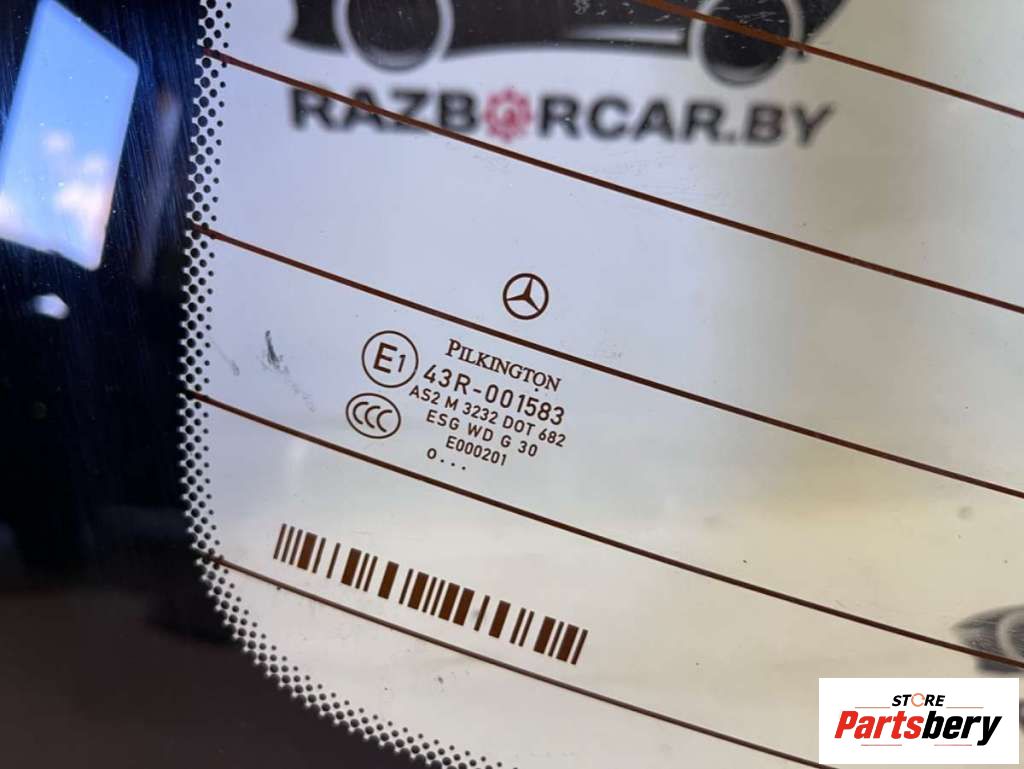 RAZBORCAR.BY
PILKINGTON
E1
43R-001583
CCC
AS2 M 3232 DOT 682
ESG WD G 30
E000201
o...
STORE
Partsbery